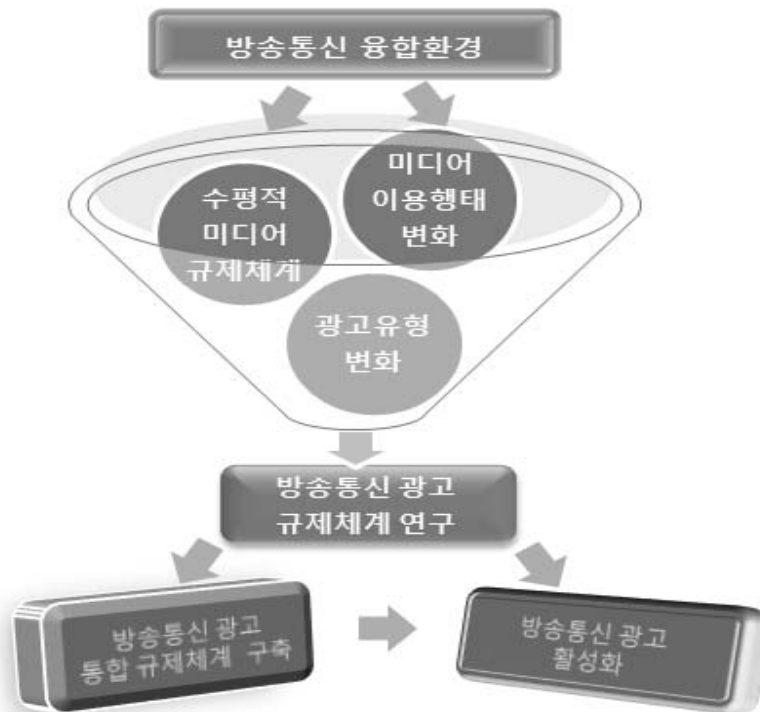 방송통신 융합환경
수평적
미디어
규제체계
미디어
이용행태
변화
광고유형
변화
방송통신 광고
규제체계 연구
방송통신 광고
통합 규제체계 구축
방송통신 광고
활성화